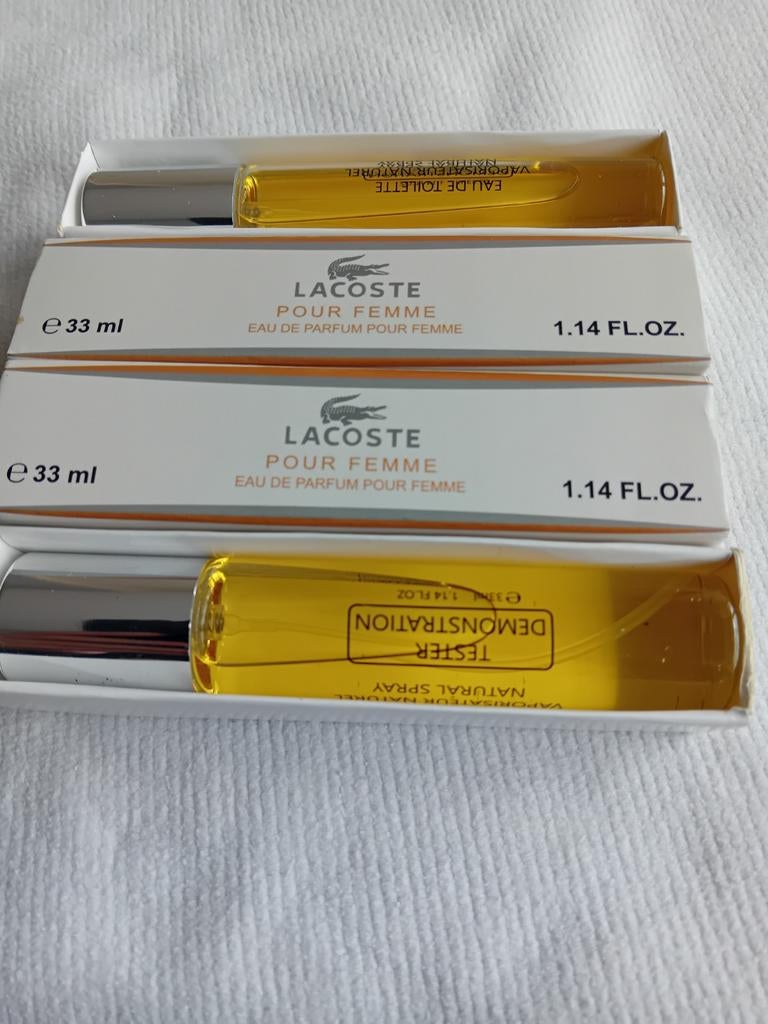 EAU DE TOILETTE
VAPORISATEUR NATUREL
NATURAL SPRAY
LACOSTE
POUR FEMME
EAU DE PARFUM POUR FEMME
℮ 33 ml
1.14 FL.OZ.
LACOSTE
POUR FEMME
EAU DE PARFUM POUR FEMME
℮ 33 ml
1.14 FL.OZ.
℮33ml 1.14 FL.OZ
TESTER
DEMONSTRATION
VAPORISATEUR NATUREL
NATURAL SPRAY